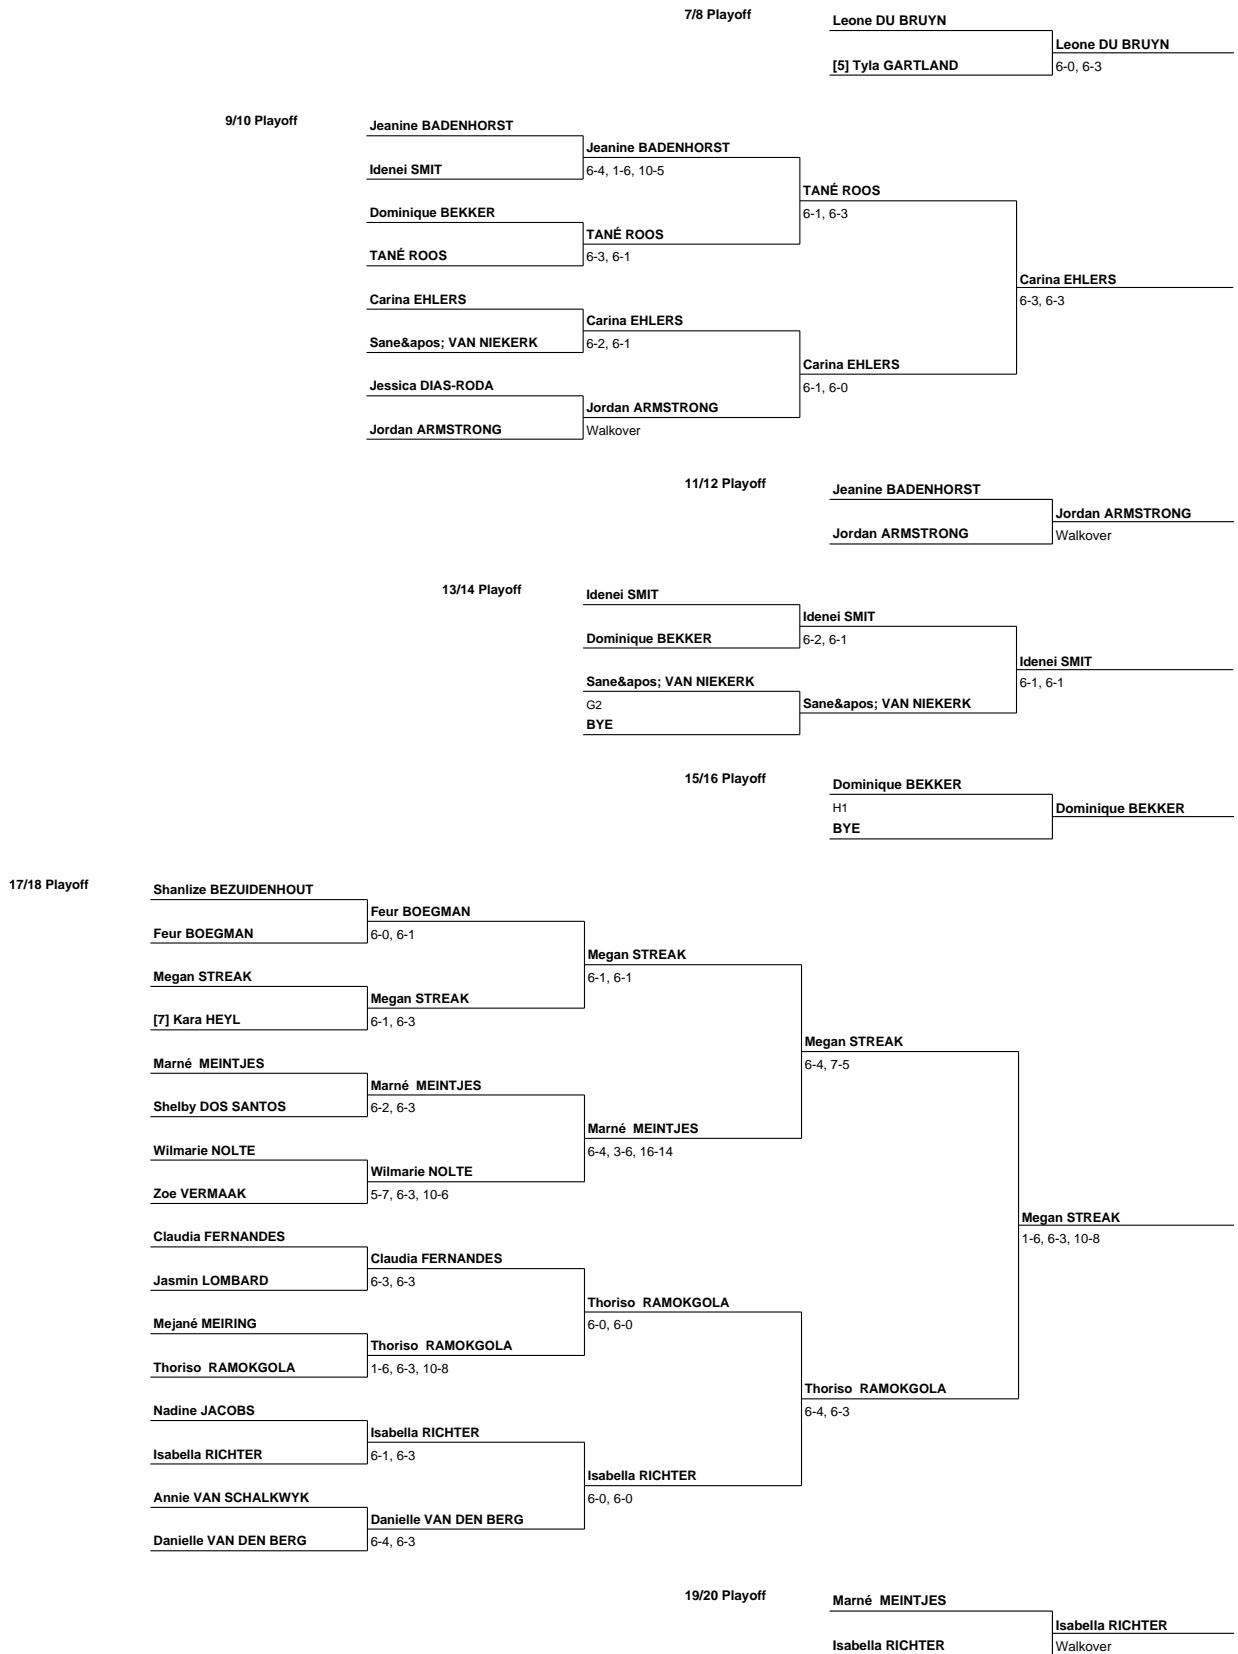 7/8 Playoff
Leone DU BRUYN
Leone DU BRUYN
[5] Tyla GARTLAND
6-0, 6-3
9/10 Playoff
Jeanine BADENHORST
Jeanine BADENHORST
Idenei SMIT
6-4, 1-6, 10-5
TANÉ ROOS
Dominique BEKKER
6-1, 6-3
TANÉ ROOS
TANÉ ROOS
6-3, 6-1
Carina EHLERS
Carina EHLERS
6-3, 6-3
Carina EHLERS
Sane&apos; VAN NIEKERK
6-2, 6-1
Carina EHLERS
Jessica DIAS-RODA
6-1, 6-0
Jordan ARMSTRONG
Jordan ARMSTRONG
Walkover
11/12 Playoff
Jeanine BADENHORST
Jordan ARMSTRONG
Jordan ARMSTRONG
Walkover
13/14 Playoff
Idenei SMIT
Idenei SMIT
Dominique BEKKER
6-2, 6-1
Idenei SMIT
Sane&apos; VAN NIEKERK
6-1, 6-1
G2
Sane&apos; VAN NIEKERK
BYE
15/16 Playoff
Dominique BEKKER
H1
Dominique BEKKER
BYE
17/18 Playoff
Shanlize BEZUIDENHOUT
Feur BOEGMAN
Feur BOEGMAN
6-0, 6-1
Megan STREAK
Megan STREAK
6-1, 6-1
Megan STREAK
[7] Kara HEYL
6-1, 6-3
Megan STREAK
Marné  MEINTJES
6-4, 7-5
Marné  MEINTJES
Shelby DOS SANTOS
6-2, 6-3
Marné  MEINTJES
Wilmarie NOLTE
6-4, 3-6, 16-14
Wilmarie NOLTE
Zoe VERMAAK
5-7, 6-3, 10-6
Megan STREAK
Claudia FERNANDES
1-6, 6-3, 10-8
Claudia FERNANDES
Jasmin LOMBARD
6-3, 6-3
Thoriso  RAMOKGOLA
Mejané MEIRING
6-0, 6-0
Thoriso  RAMOKGOLA
Thoriso  RAMOKGOLA
1-6, 6-3, 10-8
Thoriso  RAMOKGOLA
Nadine JACOBS
6-4, 6-3
Isabella RICHTER
Isabella RICHTER
6-1, 6-3
Isabella RICHTER
Annie VAN SCHALKWYK
6-0, 6-0
Danielle VAN DEN BERG
Danielle VAN DEN BERG
6-4, 6-3
19/20 Playoff
Marné  MEINTJES
Isabella RICHTER
Isabella RICHTER
Walkover